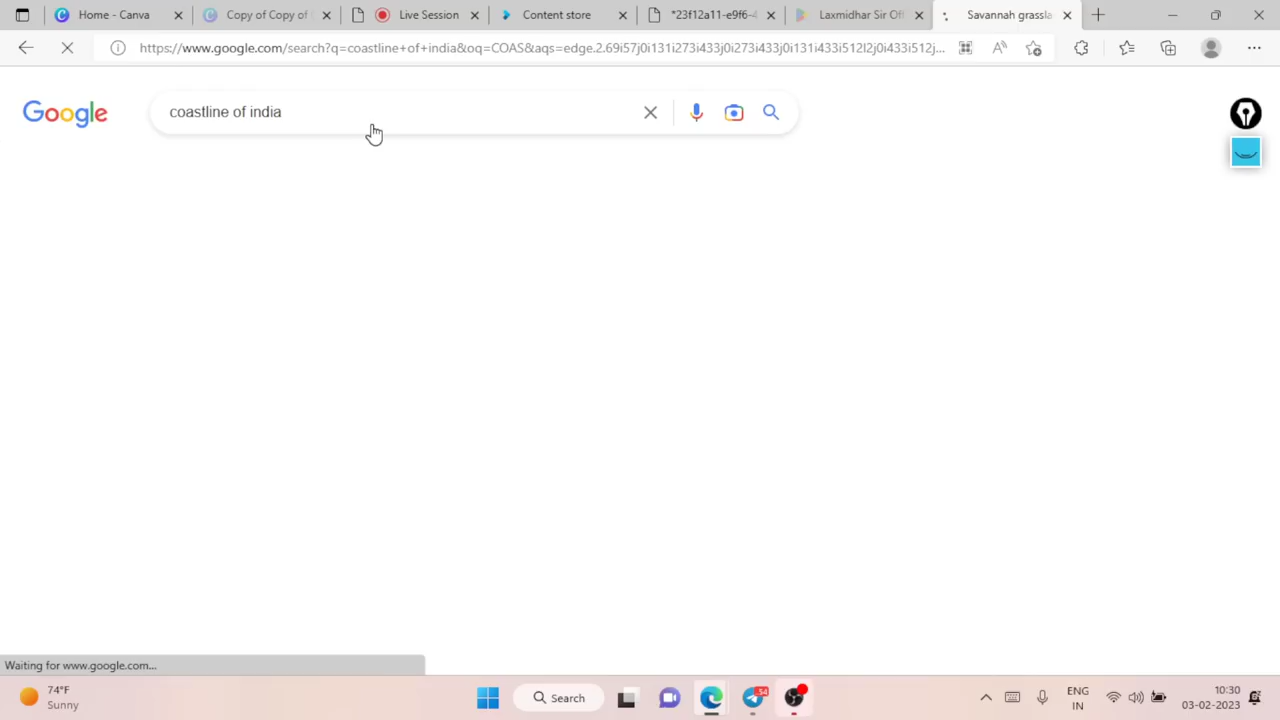 Home - Canva
Copy of Copy of
Live Session
Content store
*23f12a11-e9f6-4
Laxmidhar Sir Off
Savannah grassla
https://www.google.com/search?q=coastline+of+india&oq=COAS&aqs=edge.2.69i57j0i131i273i433j0i273i433j0i131i433i512l2j0i433i512j...
Google
coastline of india
Waiting for www.google.com...
74°F
Sunny
Search
54
ENG
IN
10:30
03-02-2023